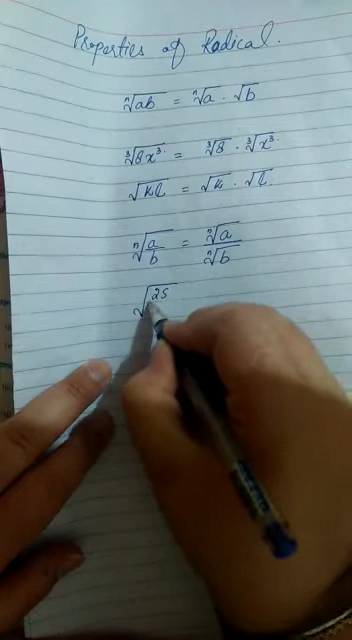 Properties of Radical.
ⁿ√ab = ⁿ√a · √b
³√8x³ = ³√8 · ³√x³
√kl = √k · √l
ⁿ√a/b = ⁿ√a/ⁿ√b
√25